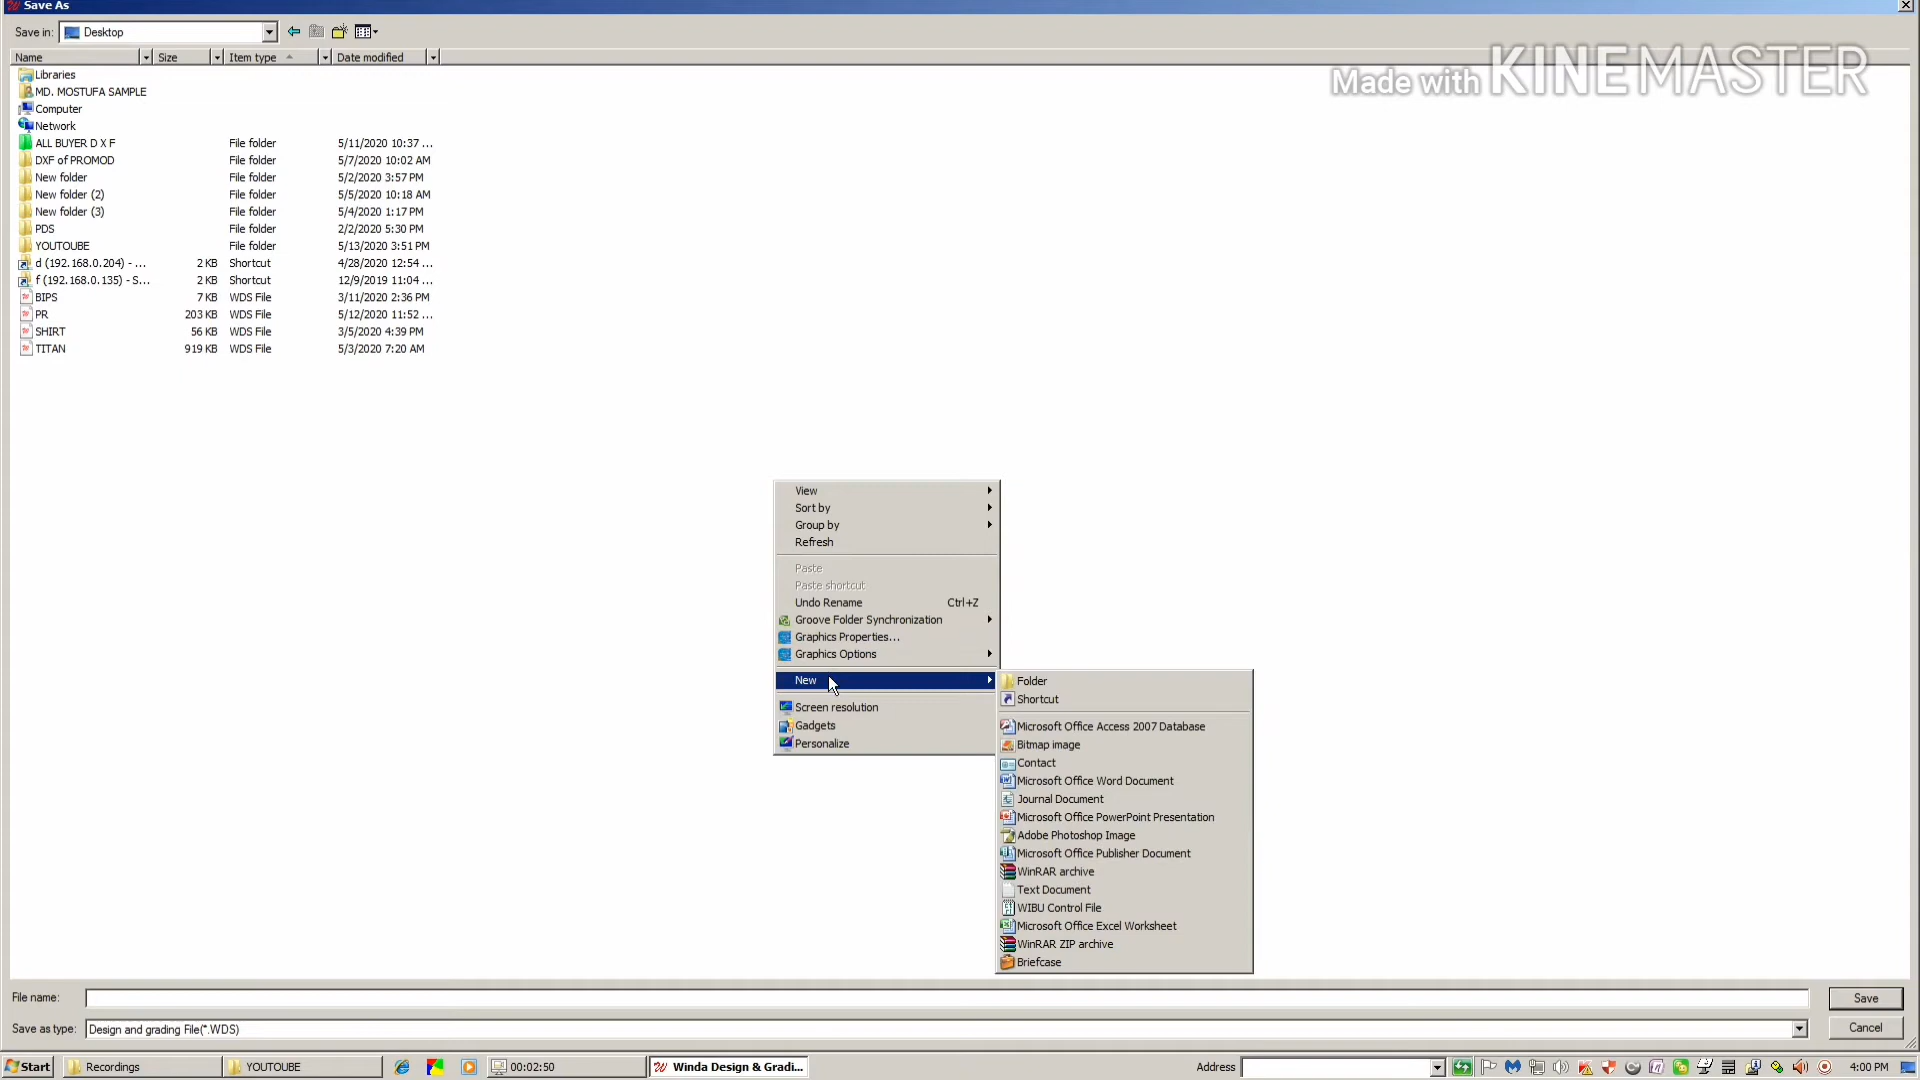 Save As
Save in: Desktop
Name Size Item type Date modified
Made with KINEMASTER
Libraries
MD. MOSTUFA SAMPLE
Computer
Network
ALL BUYER D X F File folder 5/11/2020 10:37 ...
DXF of PROMOD File folder 5/7/2020 10:02 AM
New folder File folder 5/2/2020 3:57 PM
New folder (2) File folder 5/5/2020 10:18 AM
New folder (3) File folder 5/4/2020 1:17 PM
PDS File folder 2/2/2020 5:30 PM
YOUTOUBE File folder 5/13/2020 3:51 PM
d (192.168.0.204) - ... 2 KB Shortcut 4/28/2020 12:54 ...
f (192.168.0.135) - S... 2 KB Shortcut 12/9/2019 11:04 ...
BIPS 7 KB WDS File 3/11/2020 2:36 PM
PR 203 KB WDS File 5/12/2020 11:52 ...
SHIRT 56 KB WDS File 3/5/2020 4:39 PM
TITAN 919 KB WDS File 5/3/2020 7:20 AM
View
Sort by
Group by
Refresh
Paste
Paste shortcut
Undo Rename Ctrl+Z
Groove Folder Synchronization
Graphics Properties...
Graphics Options
New
Screen resolution
Gadgets
Personalize
Folder
Shortcut
Microsoft Office Access 2007 Database
Bitmap image
Contact
Microsoft Office Word Document
Journal Document
Microsoft Office PowerPoint Presentation
Adobe Photoshop Image
Microsoft Office Publisher Document
WinRAR archive
Text Document
WIBU Control File
Microsoft Office Excel Worksheet
WinRAR ZIP archive
Briefcase
File name: Save
Save as type: Design and grading File(*.WDS) Cancel
Start Recordings YOUTOUBE 00:02:50 Winda Design & Gradi... Address 4:00 PM